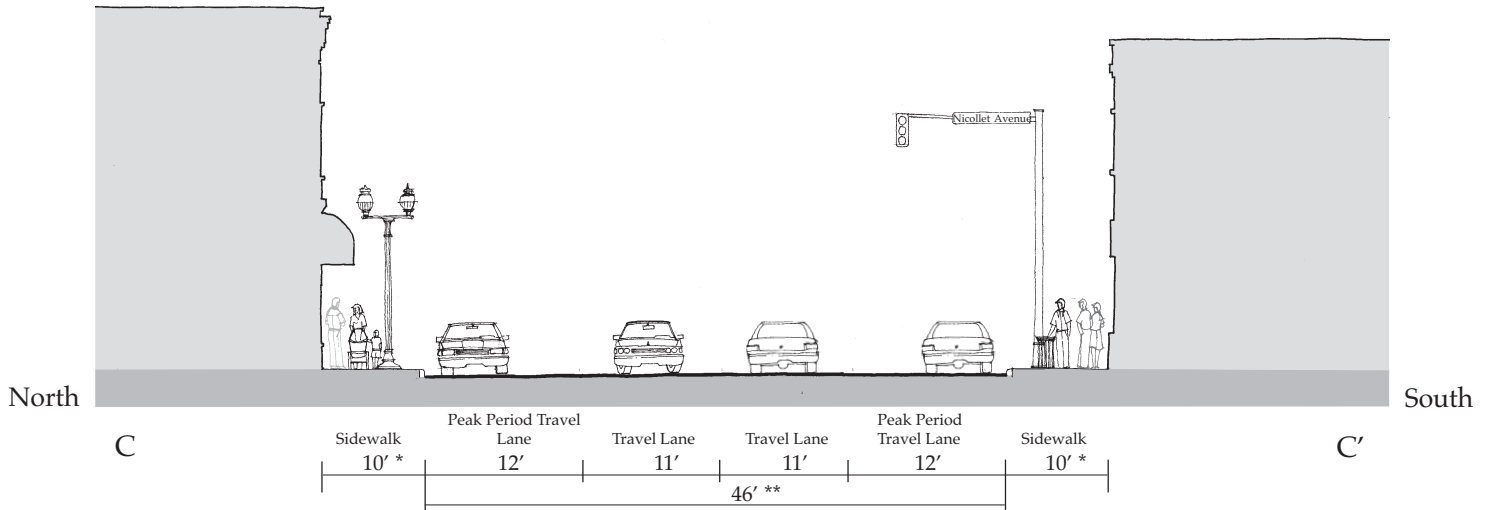 Nicollet Avenue
North
South
C
C′
Peak Period Travel
Lane
12′
Sidewalk
10′ *
Travel Lane
11′
Travel Lane
11′
Peak Period
Travel Lane
12′
Sidewalk
10′ *
46′ **